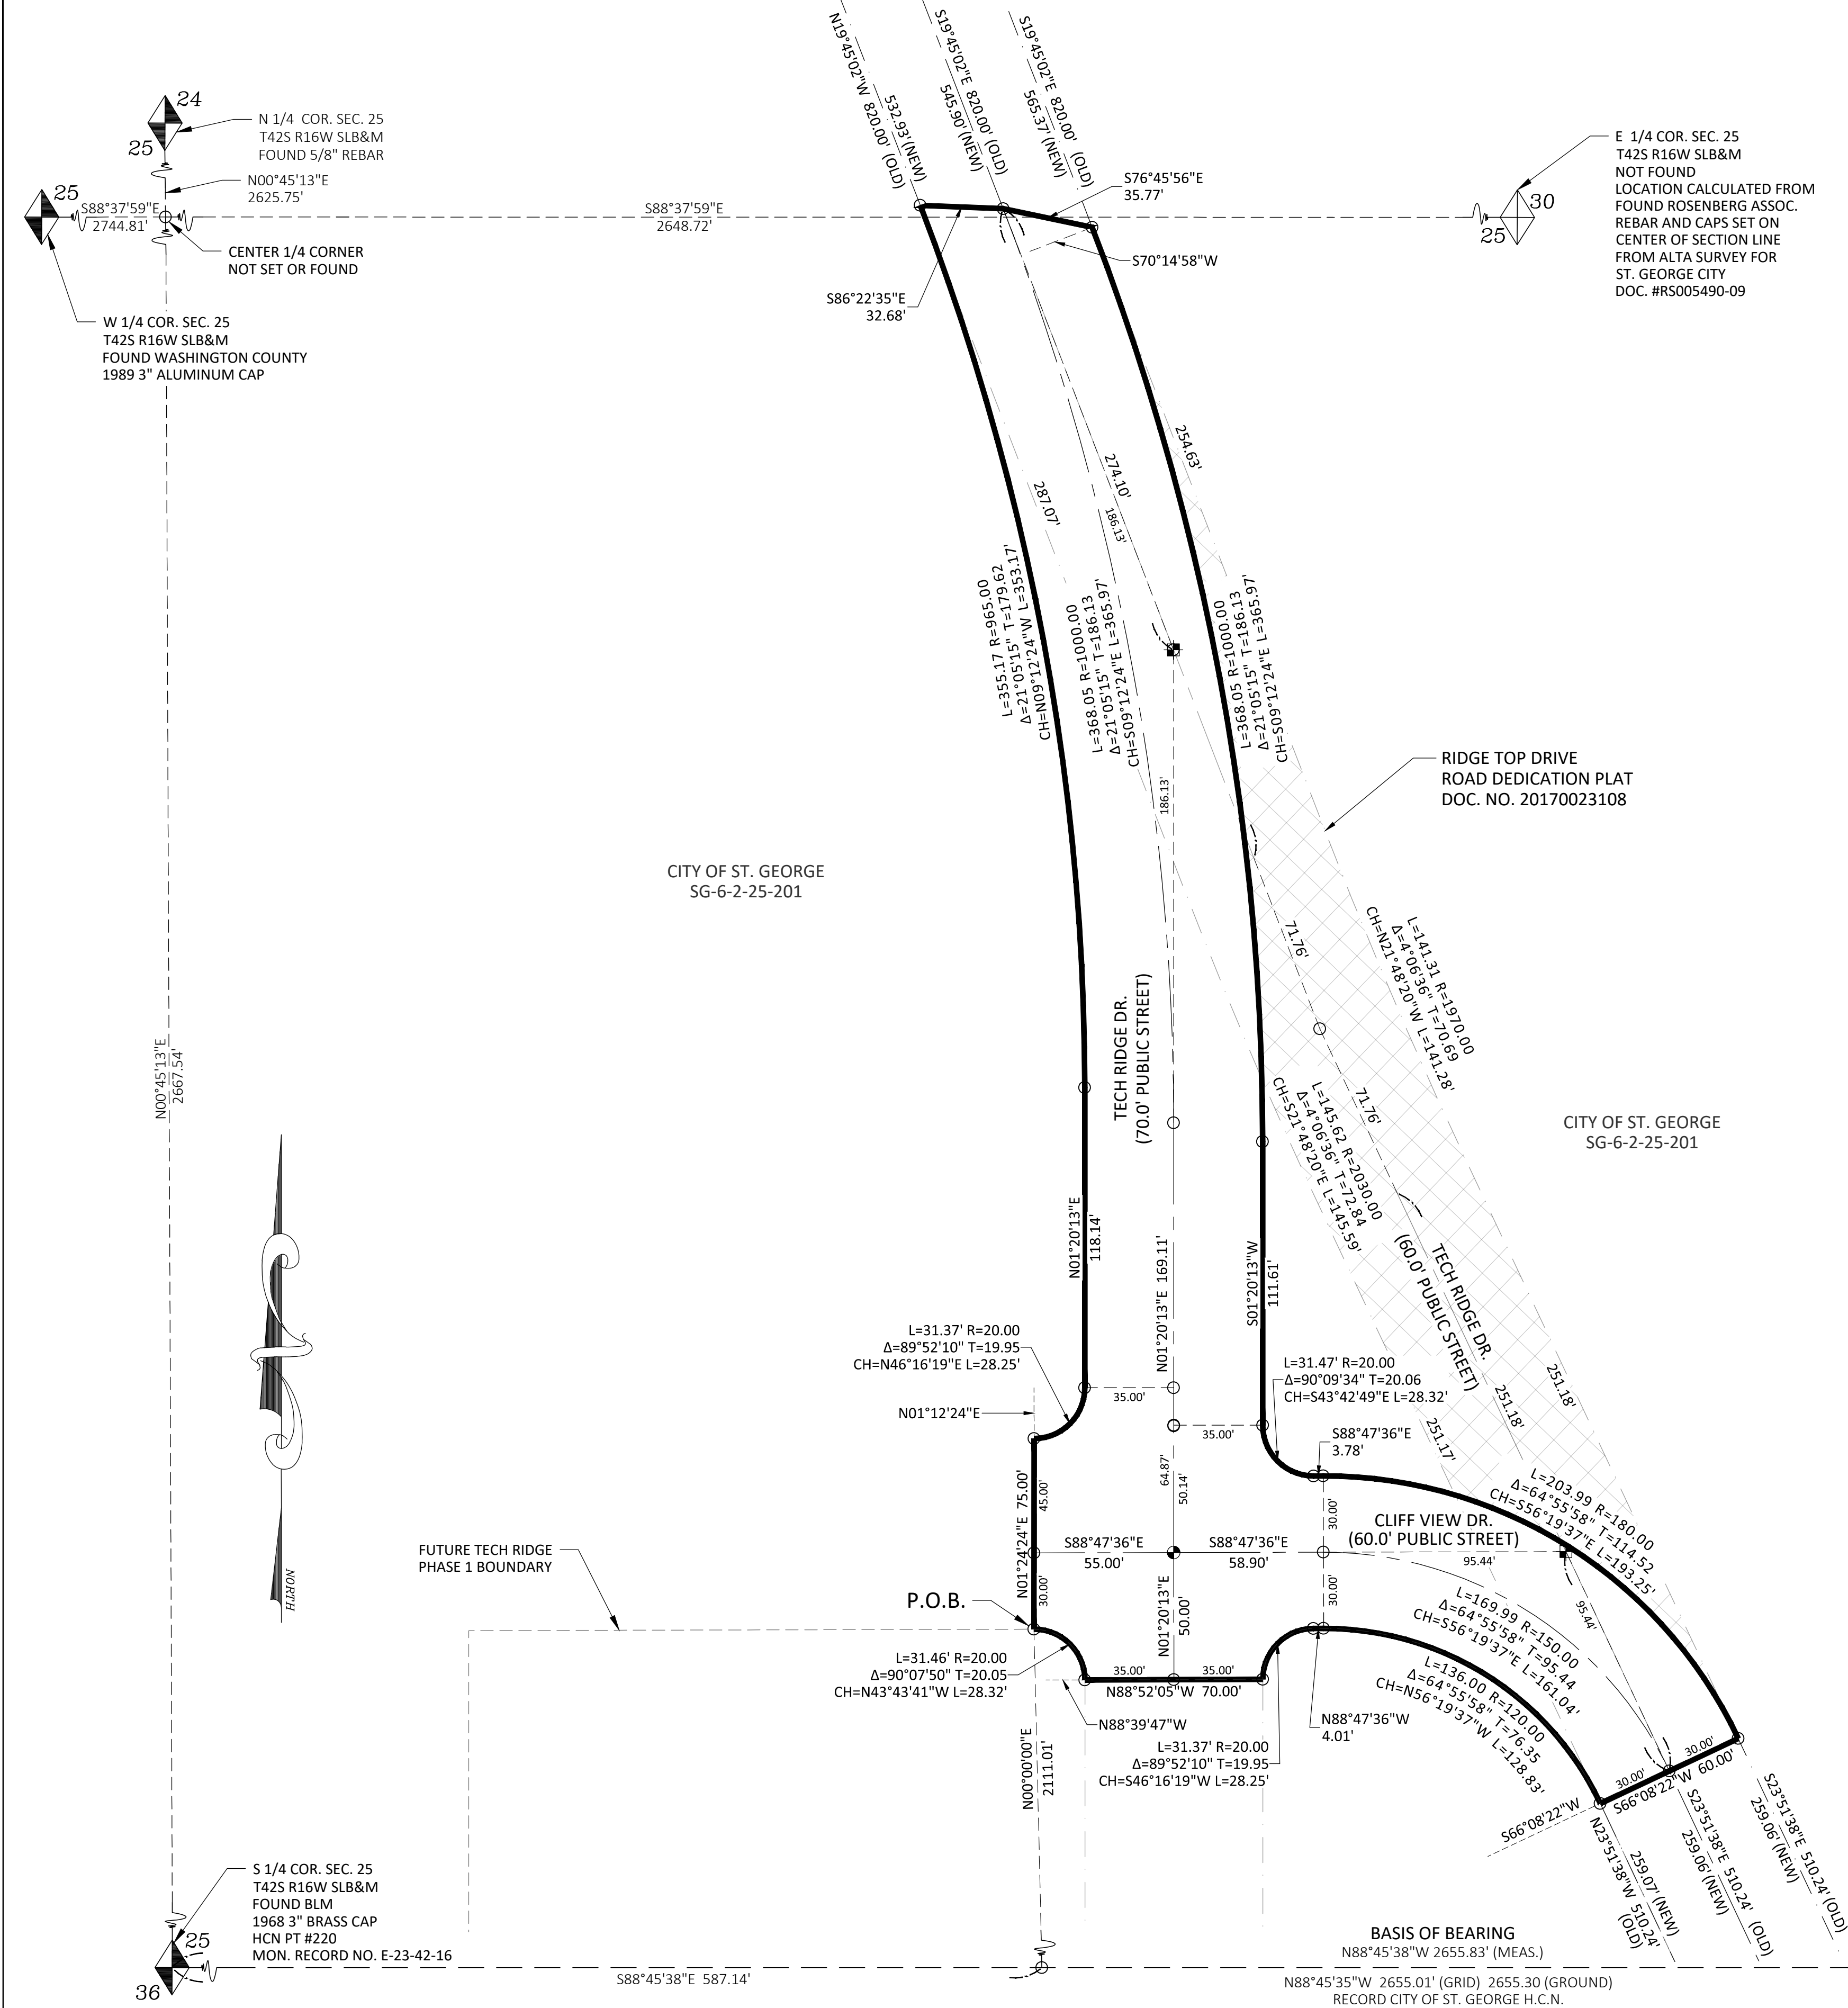 N19°45'02"W 820.00' (OLD)
532.93' (NEW)
S19°45'02"E 820.00' (OLD)
545.90' (NEW)
S19°45'02"E 820.00' (OLD)
565.37' (NEW)
24
25
N 1/4 COR. SEC. 25
T42S R16W SLB&M
FOUND 5/8" REBAR
N00°45'13"E
2625.75'
25
S88°37'59"E
2744.81'
CENTER 1/4 CORNER
NOT SET OR FOUND
W 1/4 COR. SEC. 25
T42S R16W SLB&M
FOUND WASHINGTON COUNTY
1989 3" ALUMINUM CAP
S88°37'59"E
2648.72'
S76°45'56"E
35.77'
S70°14'58"W
S86°22'35"E
32.68'
E 1/4 COR. SEC. 25
T42S R16W SLB&M
NOT FOUND
LOCATION CALCULATED FROM
FOUND ROSENBERG ASSOC.
REBAR AND CAPS SET ON
CENTER OF SECTION LINE
FROM ALTA SURVEY FOR
ST. GEORGE CITY
DOC. #RS005490-09
30
25
254.63'
274.10'
186.13'
287.07'
L=355.17 R=965.00
Δ=21°05'15" T=179.62
CH=N09°12'24"W L=353.17'
L=368.05 R=1000.00
Δ=21°05'15" T=186.13
CH=S09°12'24"E L=365.97'
L=368.05 R=1000.00
Δ=21°05'15" T=186.13
CH=S09°12'24"E L=365.97'
186.13'
RIDGE TOP DRIVE
ROAD DEDICATION PLAT
DOC. NO. 20170023108
CITY OF ST. GEORGE
SG-6-2-25-201
71.76'
L=141.31 R=1970.00
Δ=4°06'36" T=70.69
CH=N21°48'20"W L=141.28'
71.76'
L=145.62 R=2030.00
Δ=4°06'36" T=72.84
CH=S21°48'20"E L=145.59'
CITY OF ST. GEORGE
SG-6-2-25-201
TECH RIDGE DR.
(70.0' PUBLIC STREET)
N00°45'13"E
2667.54'
N01°20'13"E
118.14'
N01°20'13"E 169.11'
S01°20'13"W
111.61'
TECH RIDGE DR.
(60.0' PUBLIC STREET)
251.18'
251.18'
251.17'
L=31.37' R=20.00
Δ=89°52'10" T=19.95
CH=N46°16'19"E L=28.25'
35.00'
N01°12'24"E
L=31.47' R=20.00
Δ=90°09'34" T=20.06
CH=S43°42'49"E L=28.32'
35.00'
S88°47'36"E
3.78'
L=203.99 R=180.00
Δ=64°55'58" T=114.52
CH=S56°19'37"E L=193.25'
64.87'
50.14'
N01°24'24"E 75.00'
45.00'
30.00'
30.00'
30.00'
CLIFF VIEW DR.
(60.0' PUBLIC STREET)
95.44'
95.44'
S88°47'36"E
55.00'
S88°47'36"E
58.90'
FUTURE TECH RIDGE
PHASE 1 BOUNDARY
P.O.B.
NORTH
N01°20'13"E
50.00'
L=169.99 R=150.00
Δ=64°55'58" T=95.44
CH=S56°19'37"E L=161.04'
L=31.46' R=20.00
Δ=90°07'50" T=20.05
CH=N43°43'41"W L=28.32'
35.00'
35.00'
N88°52'05"W 70.00'
N88°39'47"W
L=31.37' R=20.00
Δ=89°52'10" T=19.95
CH=S46°16'19"W L=28.25'
N88°47'36"W
4.01'
L=136.00 R=120.00
Δ=64°55'58" T=76.35
CH=N56°19'37"W L=128.83'
30.00'
30.00'
S66°08'22"W 60.00'
S66°08'22"W
N00°00'00"E
2111.01'
N23°51'38"W 510.24' (OLD)
259.07' (NEW)
S23°51'38"E 510.24' (OLD)
259.06' (NEW)
S23°51'38"E 510.24' (OLD)
259.06' (NEW)
S 1/4 COR. SEC. 25
T42S R16W SLB&M
FOUND BLM
1968 3" BRASS CAP
HCN PT #220
MON. RECORD NO. E-23-42-16
25
36
S88°45'38"E 587.14'
BASIS OF BEARING
N88°45'38"W 2655.83' (MEAS.)
N88°45'35"W 2655.01' (GRID) 2655.30 (GROUND)
RECORD CITY OF ST. GEORGE H.C.N.